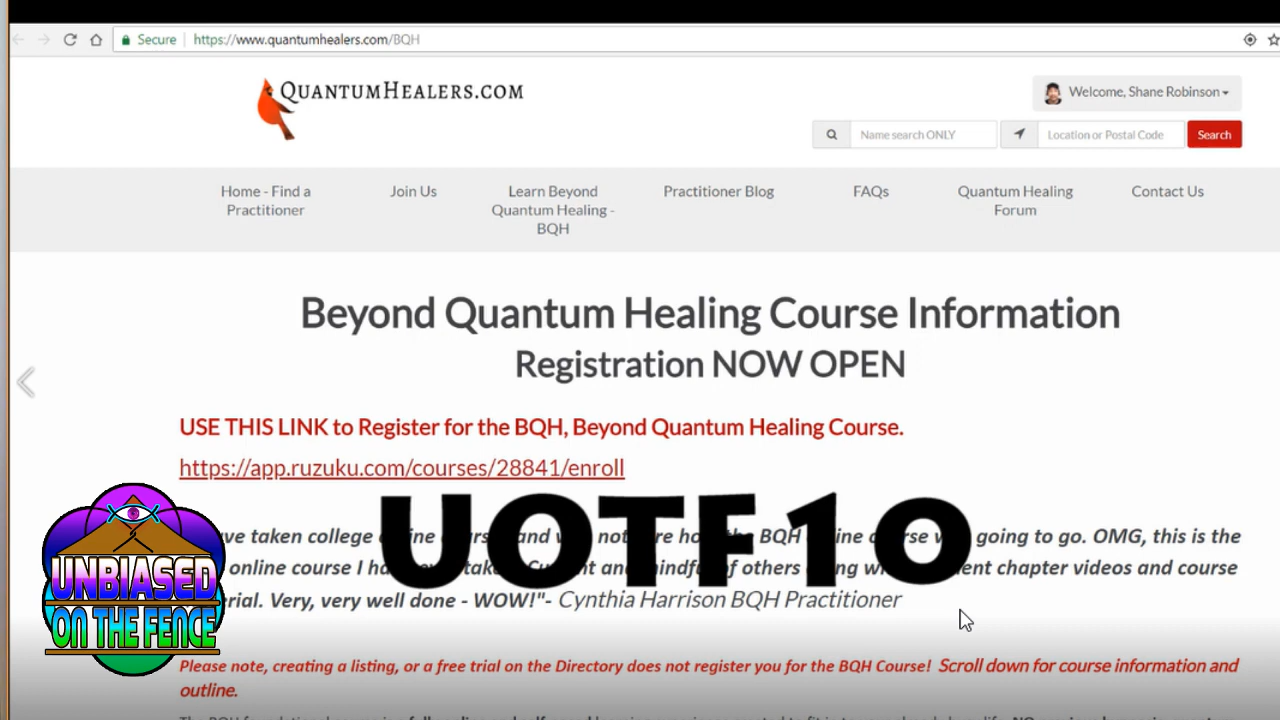 Secure https://www.quantumhealers.com/BQH
QUANTUMHEALERS.COM
Welcome, Shane Robinson
Name search ONLY
Location or Postal Code
Search
Home - Find a
Practitioner
Join Us
Learn Beyond
Quantum Healing -
BQH
Practitioner Blog
FAQs
Quantum Healing
Forum
Contact Us
Beyond Quantum Healing Course Information
Registration NOW OPEN
USE THIS LINK to Register for the BQH, Beyond Quantum Healing Course.
https://app.ruzuku.com/courses/28841/enroll
UOTF10
taken college and BQH going to go. OMG, this is the
online course I and of others chapter videos and course
Very, very well done - WOW!"- Cynthia Harrison BQH Practitioner
UNBIASED
ON THE FENCE
Please note, creating a listing, or a free trial on the Directory does not register you for the BQH Course! Scroll down for course information and
outline.